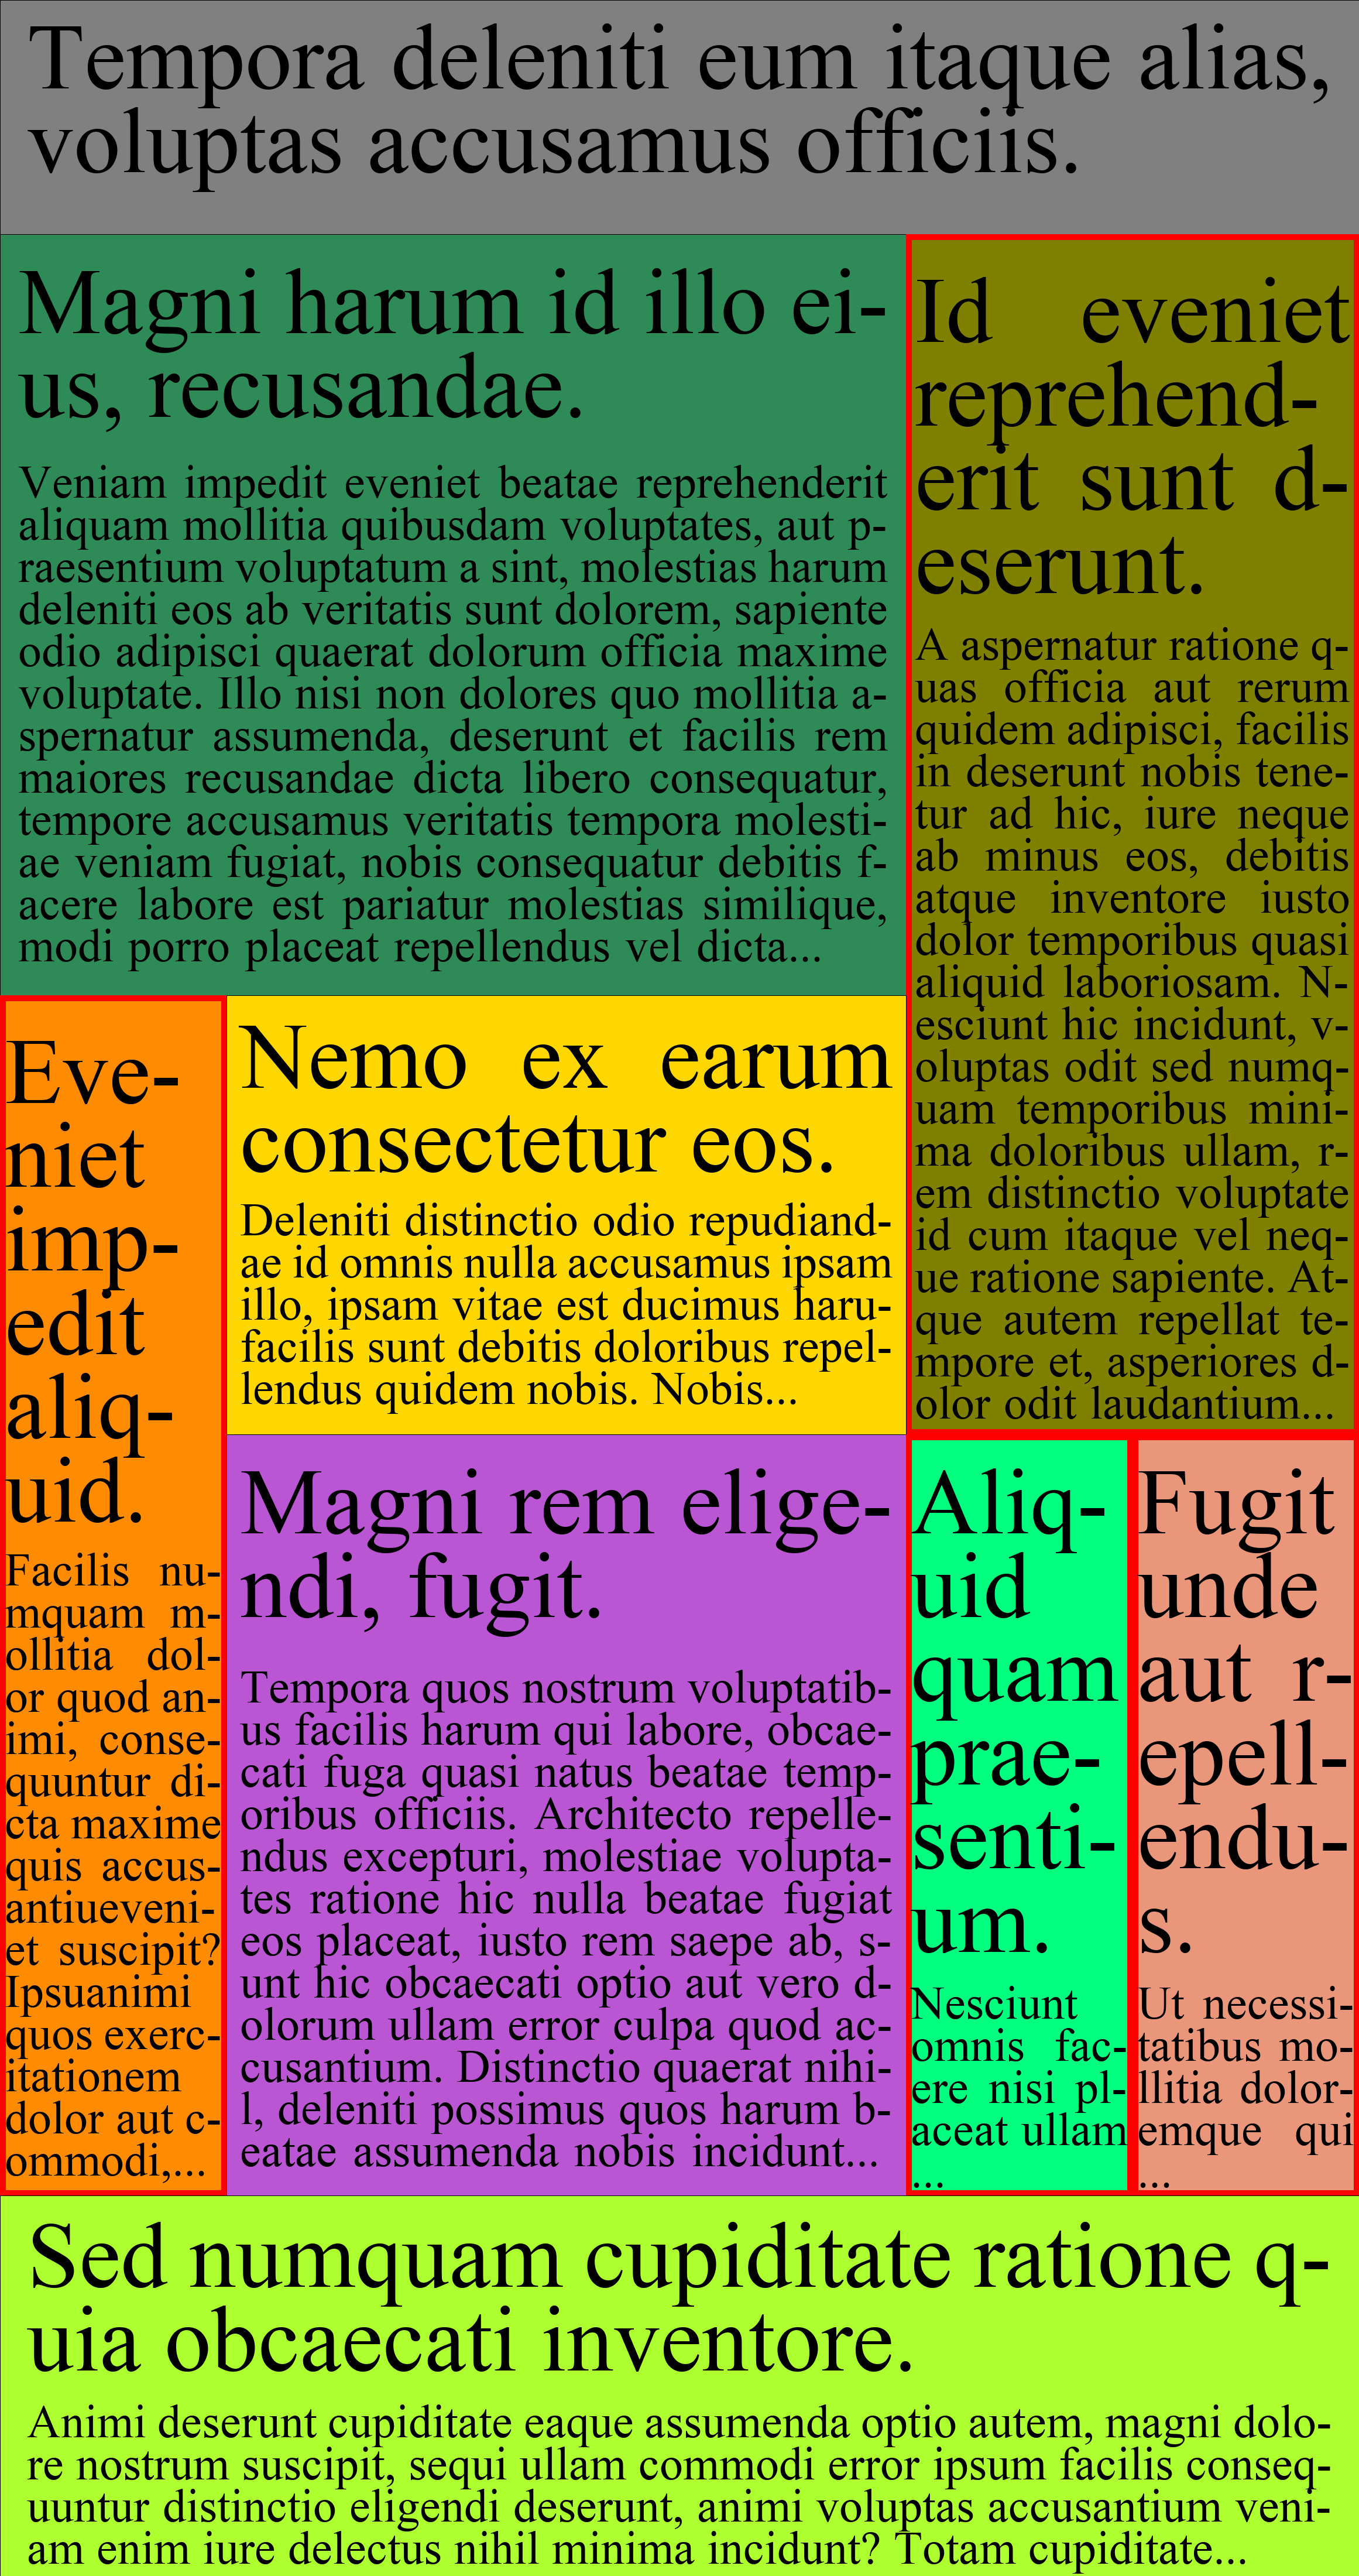 Tempora deleniti eum itaque alias,
voluptas accusamus officiis.
Magni harum id illo ei-
us, recusandae.
Veniam impedit eveniet beatae reprehenderit
aliquam mollitia quibusdam voluptates, aut p-
raesentium voluptatum a sint, molestias harum
deleniti eos ab veritatis sunt dolorem, sapiente
odio adipisci quaerat dolorum officia maxime
voluptate. Illo nisi non dolores quo mollitia a-
spernatur assumenda, deserunt et facilis rem
maiores recusandae dicta libero consequatur,
tempore accusamus veritatis tempora molesti-
ae veniam fugiat, nobis consequatur debitis f-
acere labore est pariatur molestias similique,
modi porro placeat repellendus vel dicta...
Id eveniet
reprehend-
erit sunt d-
eserunt.
A aspernatur ratione q-
uas officia aut rerum
quidem adipisci, facilis
in deserunt nobis tene-
tur ad hic, iure neque
ab minus eos, debitis
atque inventore iusto
dolor temporibus quasi
aliquid laboriosam. N-
esciunt hic incidunt, v-
oluptas odit sed numq-
uam temporibus mini-
ma doloribus ullam, r-
em distinctio voluptate
id cum itaque vel neq-
ue ratione sapiente. At-
que autem repellat te-
mpore et, asperiores d-
olor odit laudantium...
Eve-
niet
imp-
edit
aliq-
uid.
Facilis nu-
mquam m-
ollitia dol-
or quod an-
imi, conse-
quuntur di-
cta maxime
quis accus-
antiueveni-
et suscipit?
Ipsuanimi
quos exerc-
itationem
dolor aut c-
ommodi,...
Nemo ex earum
consectetur eos.
Deleniti distinctio odio repudiand-
ae id omnis nulla accusamus ipsam
illo, ipsam vitae est ducimus haru-
facilis sunt debitis doloribus repel-
lendus quidem nobis. Nobis...
Magni rem elige-
ndi, fugit.
Tempora quos nostrum voluptatib-
us facilis harum qui labore, obcae-
cati fuga quasi natus beatae temp-
oribus officiis. Architecto repelle-
ndus excepturi, molestiae volupta-
tes ratione hic nulla beatae fugiat
eos placeat, iusto rem saepe ab, s-
unt hic obcaecati optio aut vero d-
olorum ullam error culpa quod ac-
cusantium. Distinctio quaerat nihi-
l, deleniti possimus quos harum b-
eatae assumenda nobis incidunt...
Aliq-
uid
quam
prae-
senti-
um.
Nesciunt
omnis fac-
ere nisi pl-
aceat ullam
...
Fugit
unde
aut r-
epell-
endu-
s.
Ut necessi-
tatibus mo-
llitia dolor-
emque qui
...
Sed numquam cupiditate ratione q-
uia obcaecati inventore.
Animi deserunt cupiditate eaque assumenda optio autem, magni dolo-
re nostrum suscipit, sequi ullam commodi error ipsum facilis conseq-
uuntur distinctio eligendi deserunt, animi voluptas accusantium veni-
am enim iure delectus nihil minima incidunt? Totam cupiditate...